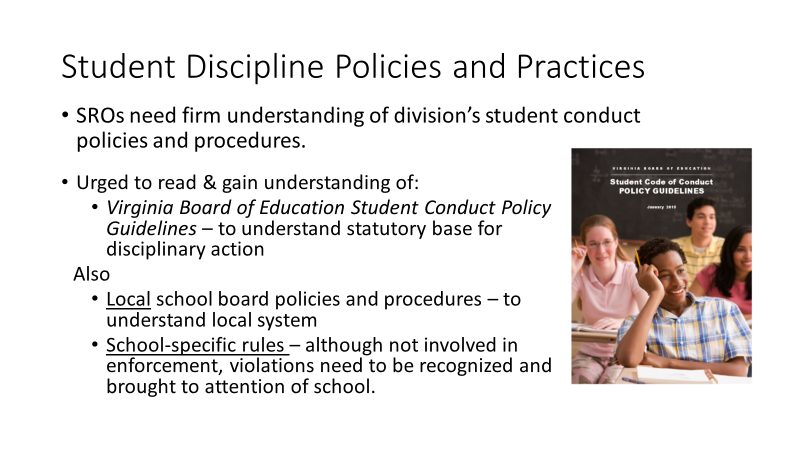 Student Discipline Policies and Practices
• SROs need firm understanding of division’s student conduct
policies and procedures.
• Urged to read & gain understanding of:
• Virginia Board of Education Student Conduct Policy
Guidelines – to understand statutory base for
disciplinary action
Also
• Local school board policies and procedures – to
understand local system
• School-specific rules – although not involved in
enforcement, violations need to be recognized and
brought to attention of school.
VIRGINIA BOARD OF EDUCATION
Student Code of Conduct
POLICY GUIDELINES
January 2015